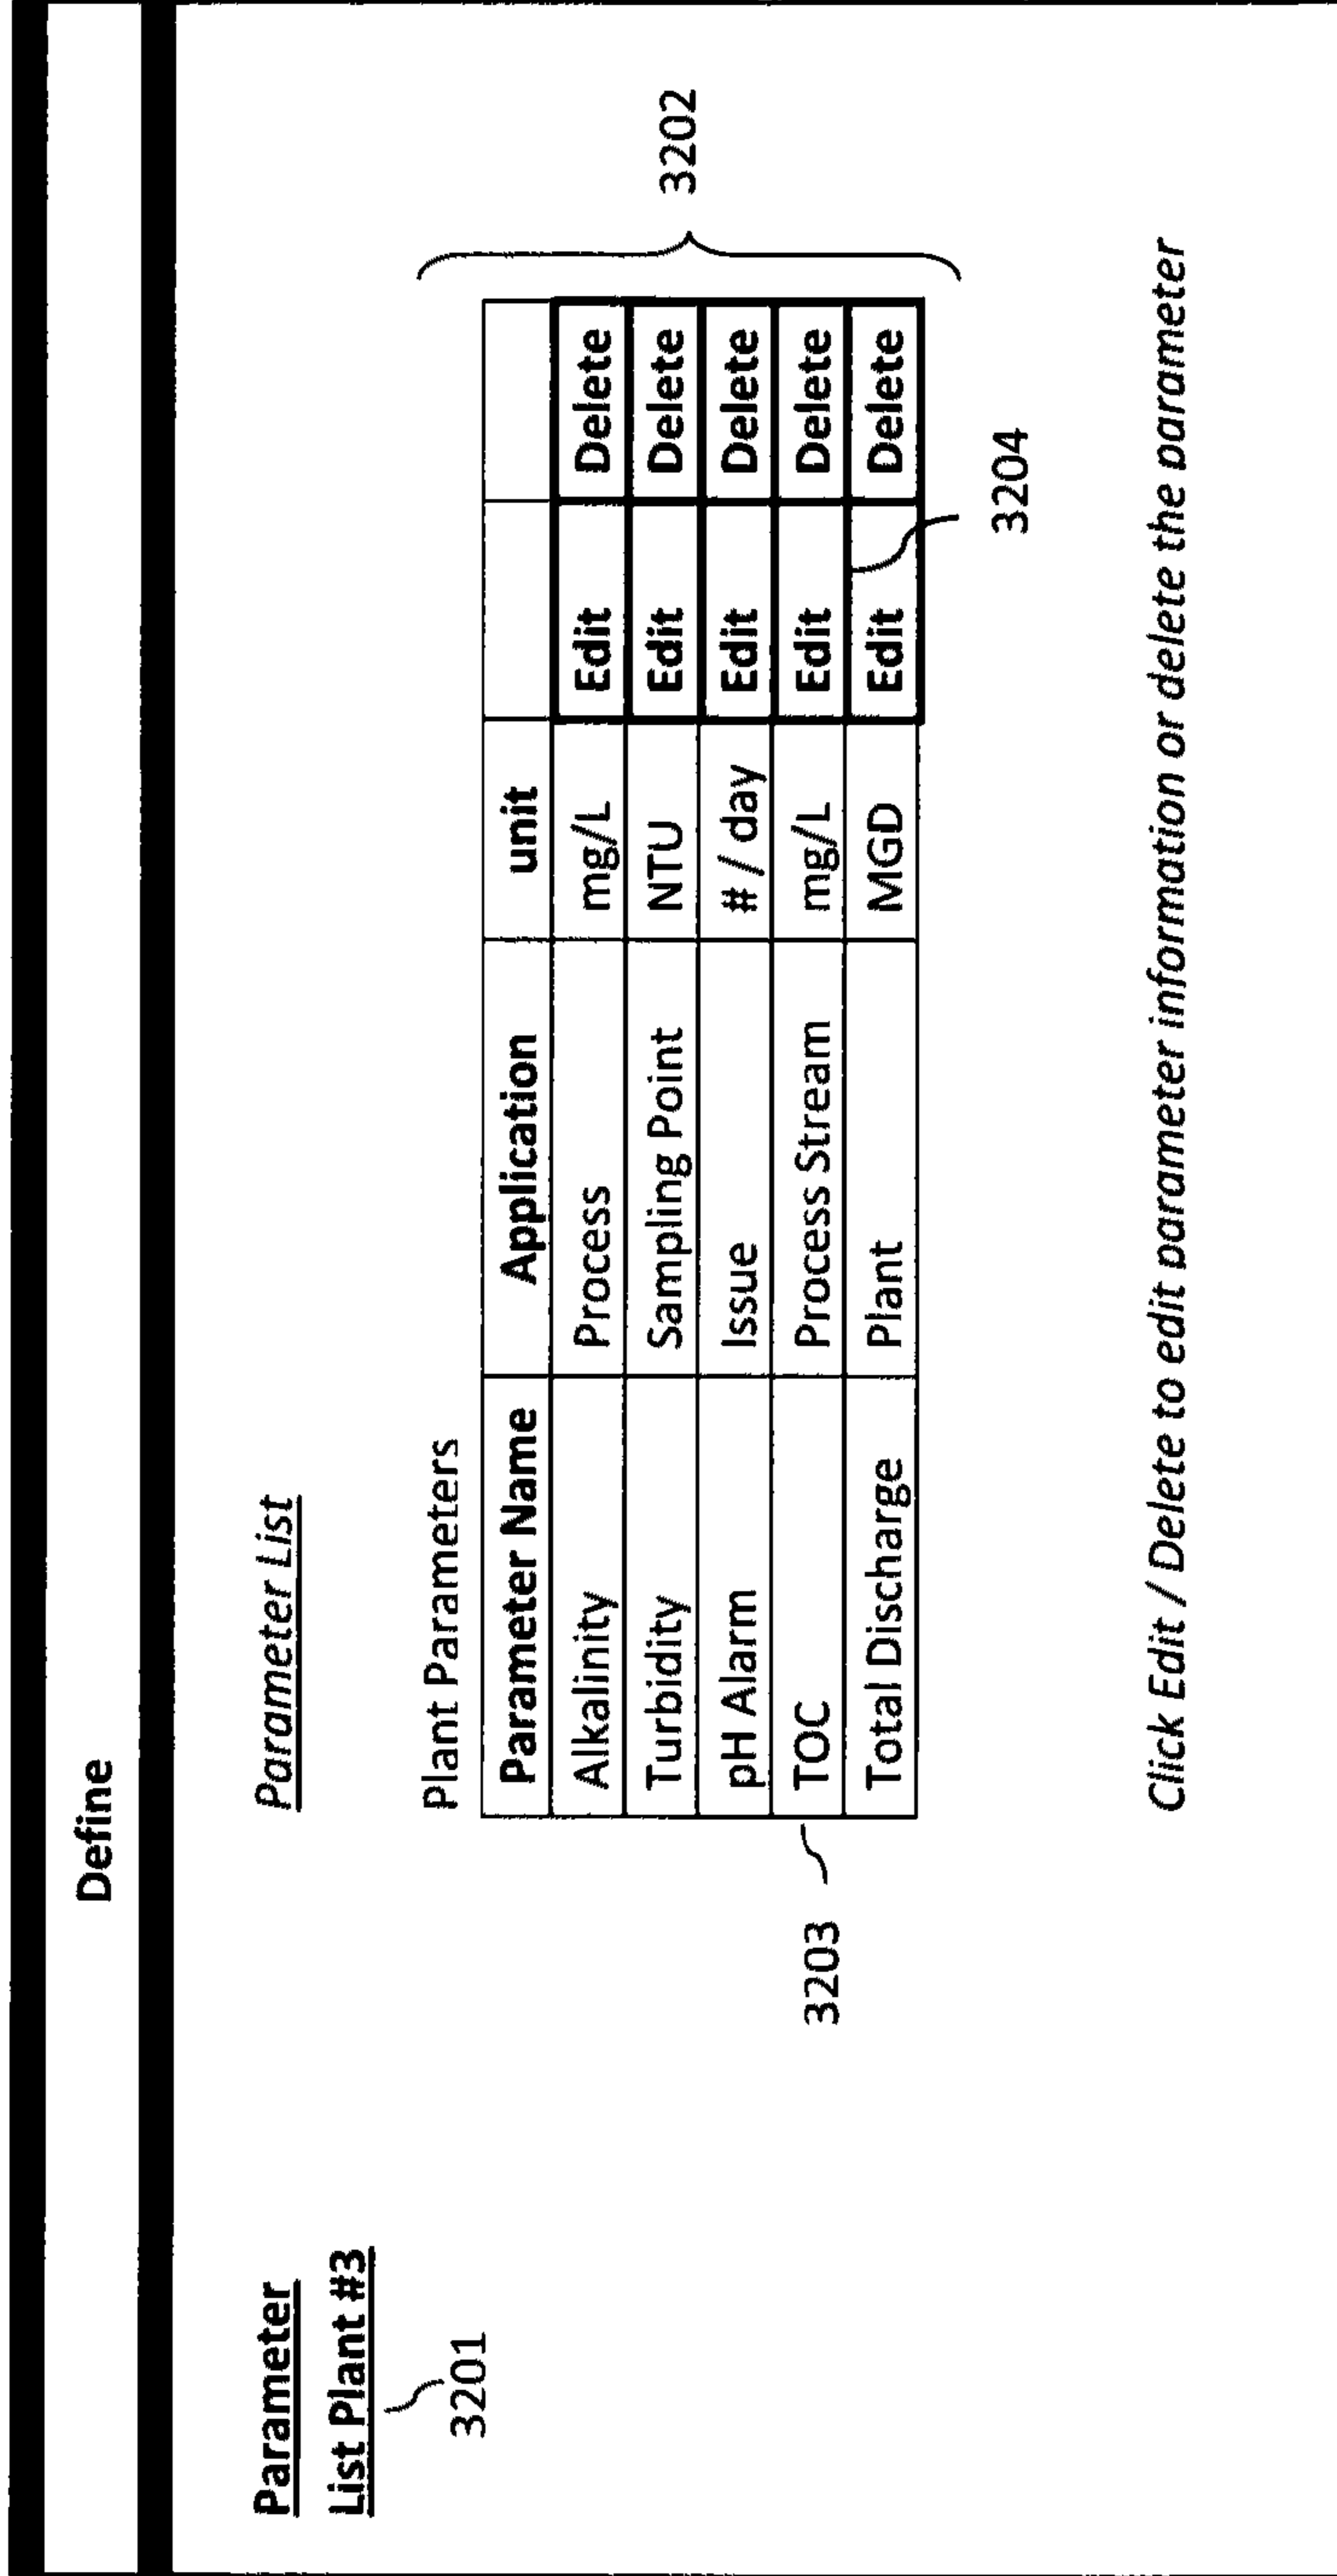 Define
Parameter
List Plant #3
3201
Parameter List
Plant Parameters
Parameter Name Application unit
Alkalinity Process mg/L Edit Delete
Turbidity Sampling Point NTU Edit Delete
pH Alarm Issue # / day Edit Delete
TOC Process Stream mg/L Edit Delete
Total Discharge Plant MGD Edit Delete
3202
3203
3204
Click Edit / Delete to edit parameter information or delete the parameter